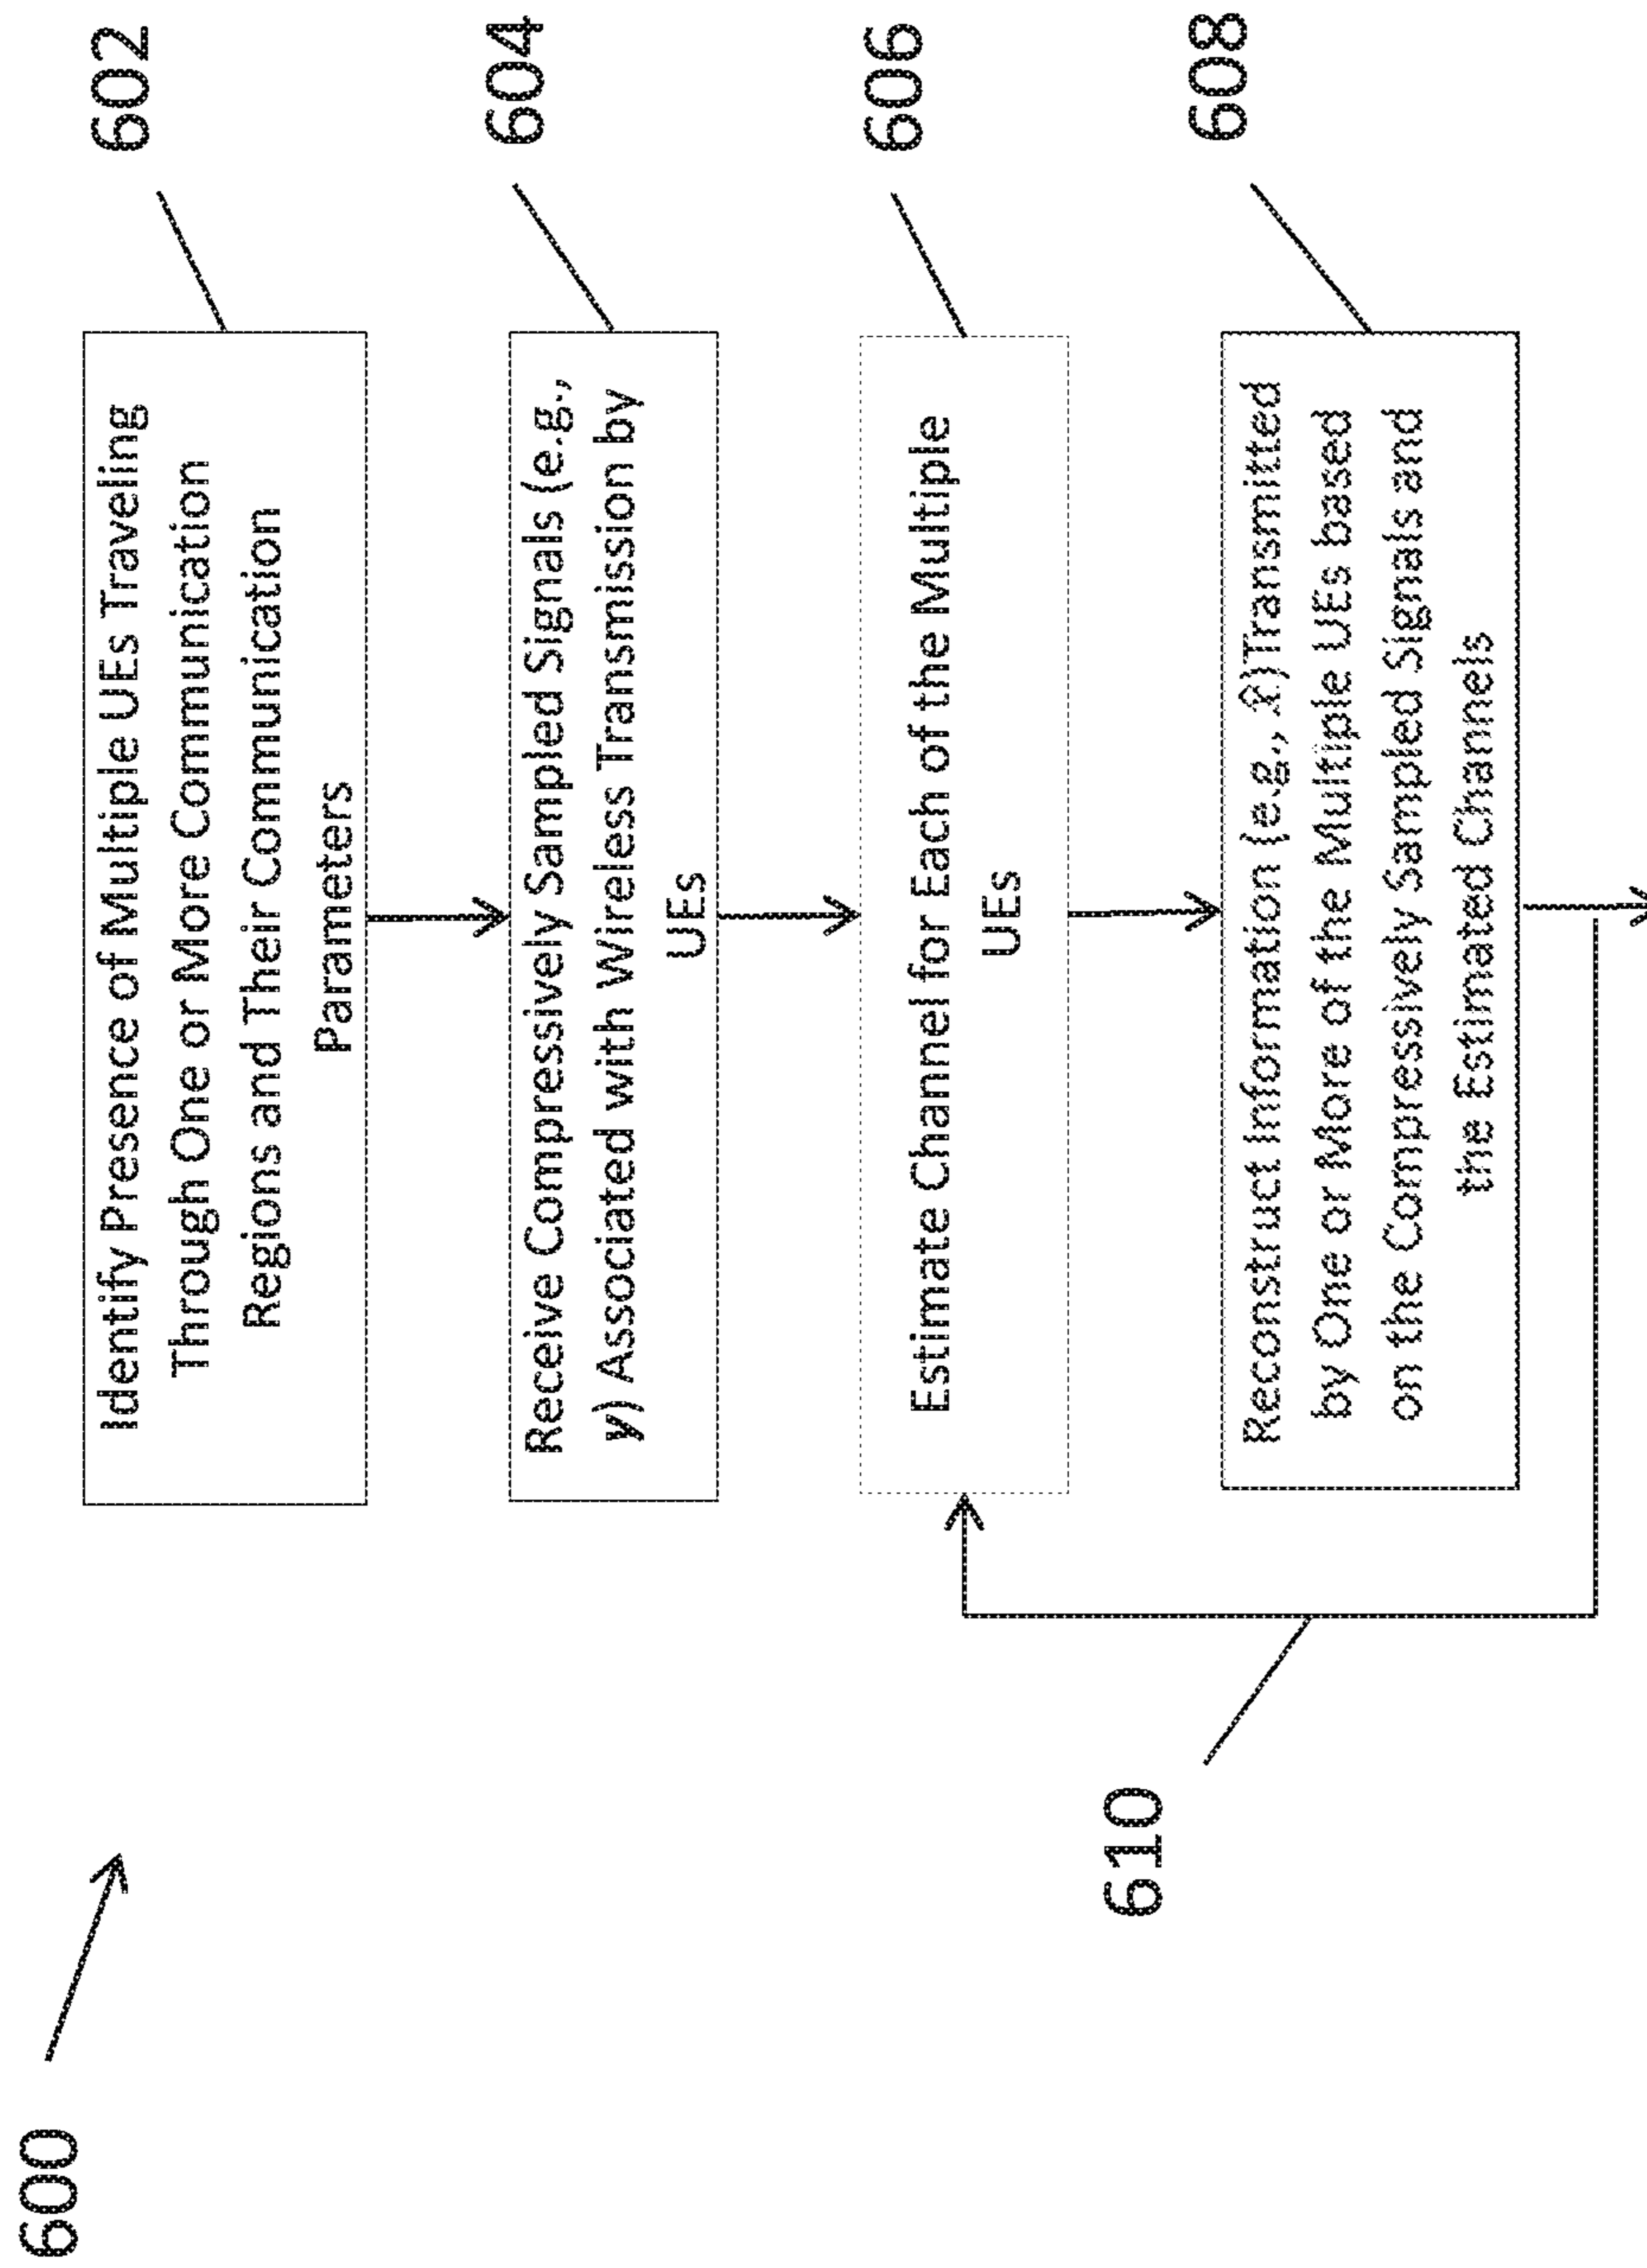 600
602
Identify Presence of Multiple UEs Traveling
Through One or More Communication
Regions and Their Communication
Parameters
604
Receive Compressively Sampled Signals (e.g.,
y) Associated with Wireless Transmission by
UEs
606
Estimate Channel for Each of the Multiple
UEs
608
Reconstruct Information (e.g., x̂)Transmitted
by One or More of the Multiple UEs based
on the Compressively Sampled Signals and
the Estimated Channels
610